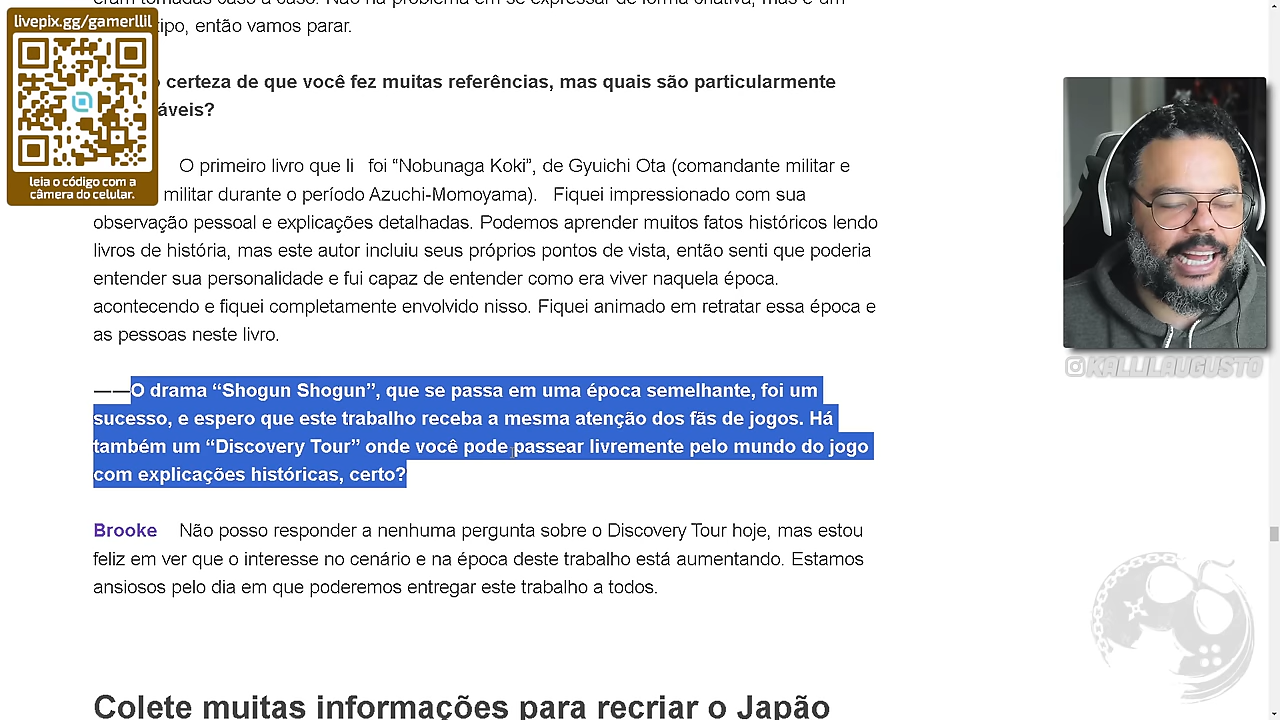 livepix.gg/gamerllil
leia o código com a
câmera do celular.
tipo, então vamos parar.
certeza de que você fez muitas referências, mas quais são particularmente
áveis?
O primeiro livro que li foi “Nobunaga Koki”, de Gyuichi Ota (comandante militar e
militar durante o período Azuchi-Momoyama). Fiquei impressionado com sua
observação pessoal e explicações detalhadas. Podemos aprender muitos fatos históricos lendo
livros de história, mas este autor incluiu seus próprios pontos de vista, então senti que poderia
entender sua personalidade e fui capaz de entender como era viver naquela época.
acontecendo e fiquei completamente envolvido nisso. Fiquei animado em retratar essa época e
as pessoas neste livro.
——O drama “Shogun Shogun”, que se passa em uma época semelhante, foi um
sucesso, e espero que este trabalho receba a mesma atenção dos fãs de jogos. Há
também um “Discovery Tour” onde você pode passear livremente pelo mundo do jogo
com explicações históricas, certo?
Brooke Não posso responder a nenhuma pergunta sobre o Discovery Tour hoje, mas estou
feliz em ver que o interesse no cenário e na época deste trabalho está aumentando. Estamos
ansiosos pelo dia em que poderemos entregar este trabalho a todos.
Colete muitas informações para recriar o Japão
KALLILAUGUSTO